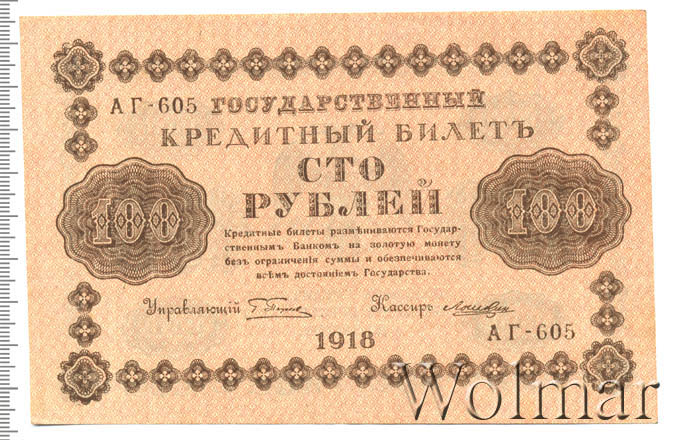 АГ-605 ГОСУДАРСТВЕННЫЙ
КРЕДИТНЫЙ БИЛЕТЪ
СТО
РУБЛЕЙ
100
100
Кредитные билеты размѣниваются Государ-
ственнымъ Банкомъ на золотую монету
безъ ограниченія суммы и обезпечиваются
всѣмъ достояніемъ Государства.
Управляющій
Кассиръ
1918
АГ-605
Wolmar